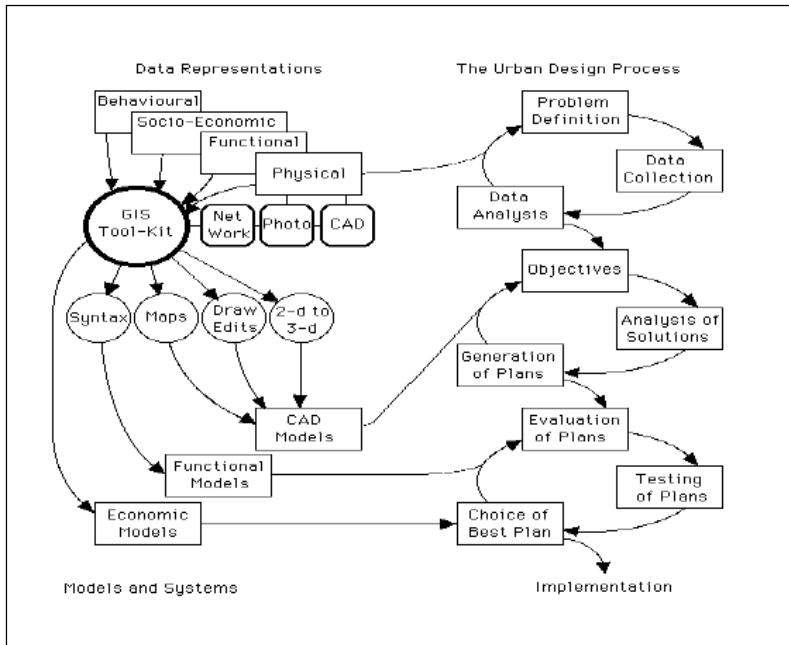 Data Representations
The Urban Design Process
Behavioural
Socio-Economic
Functional
Physical
GIS
Tool-Kit
Net
Work
Photo
CAD
Syntax
Maps
Draw
Edits
2-d to
3-d
CAD
Models
Functional
Models
Economic
Models
Models and Systems
Problem
Definition
Data
Collection
Data
Analysis
Objectives
Analysis of
Solutions
Generation
of Plans
Evaluation
of Plans
Testing
of Plans
Choice of
Best Plan
Implementation